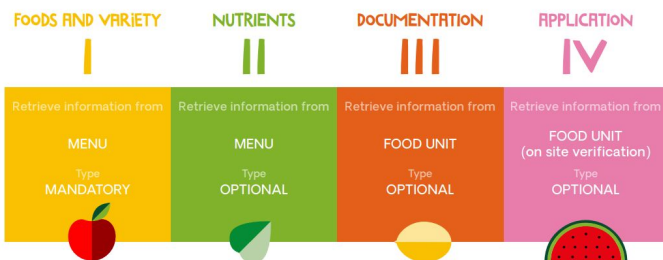 FOODS AND VARIETY
I
Retrieve information from
MENU
Type
MANDATORY
NUTRIENTS
II
Retrieve information from
MENU
Type
OPTIONAL
DOCUMENTATION
III
Retrieve information from
FOOD UNIT
Type
OPTIONAL
APPLICATION
IV
Retrieve information from
FOOD UNIT
(on site verification)
Type
OPTIONAL